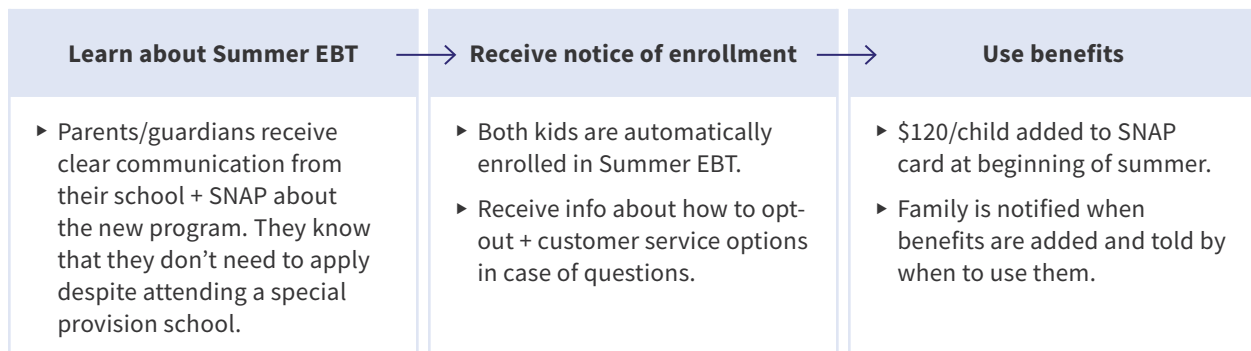 Learn about Summer EBT
▸ Parents/guardians receive
clear communication from
their school + SNAP about
the new program. They know
that they don’t need to apply
despite attending a special
provision school.
Receive notice of enrollment
▸ Both kids are automatically
enrolled in Summer EBT.
▸ Receive info about how to opt-
out + customer service options
in case of questions.
Use benefits
▸ $120/child added to SNAP
card at beginning of summer.
▸ Family is notified when
benefits are added and told by
when to use them.